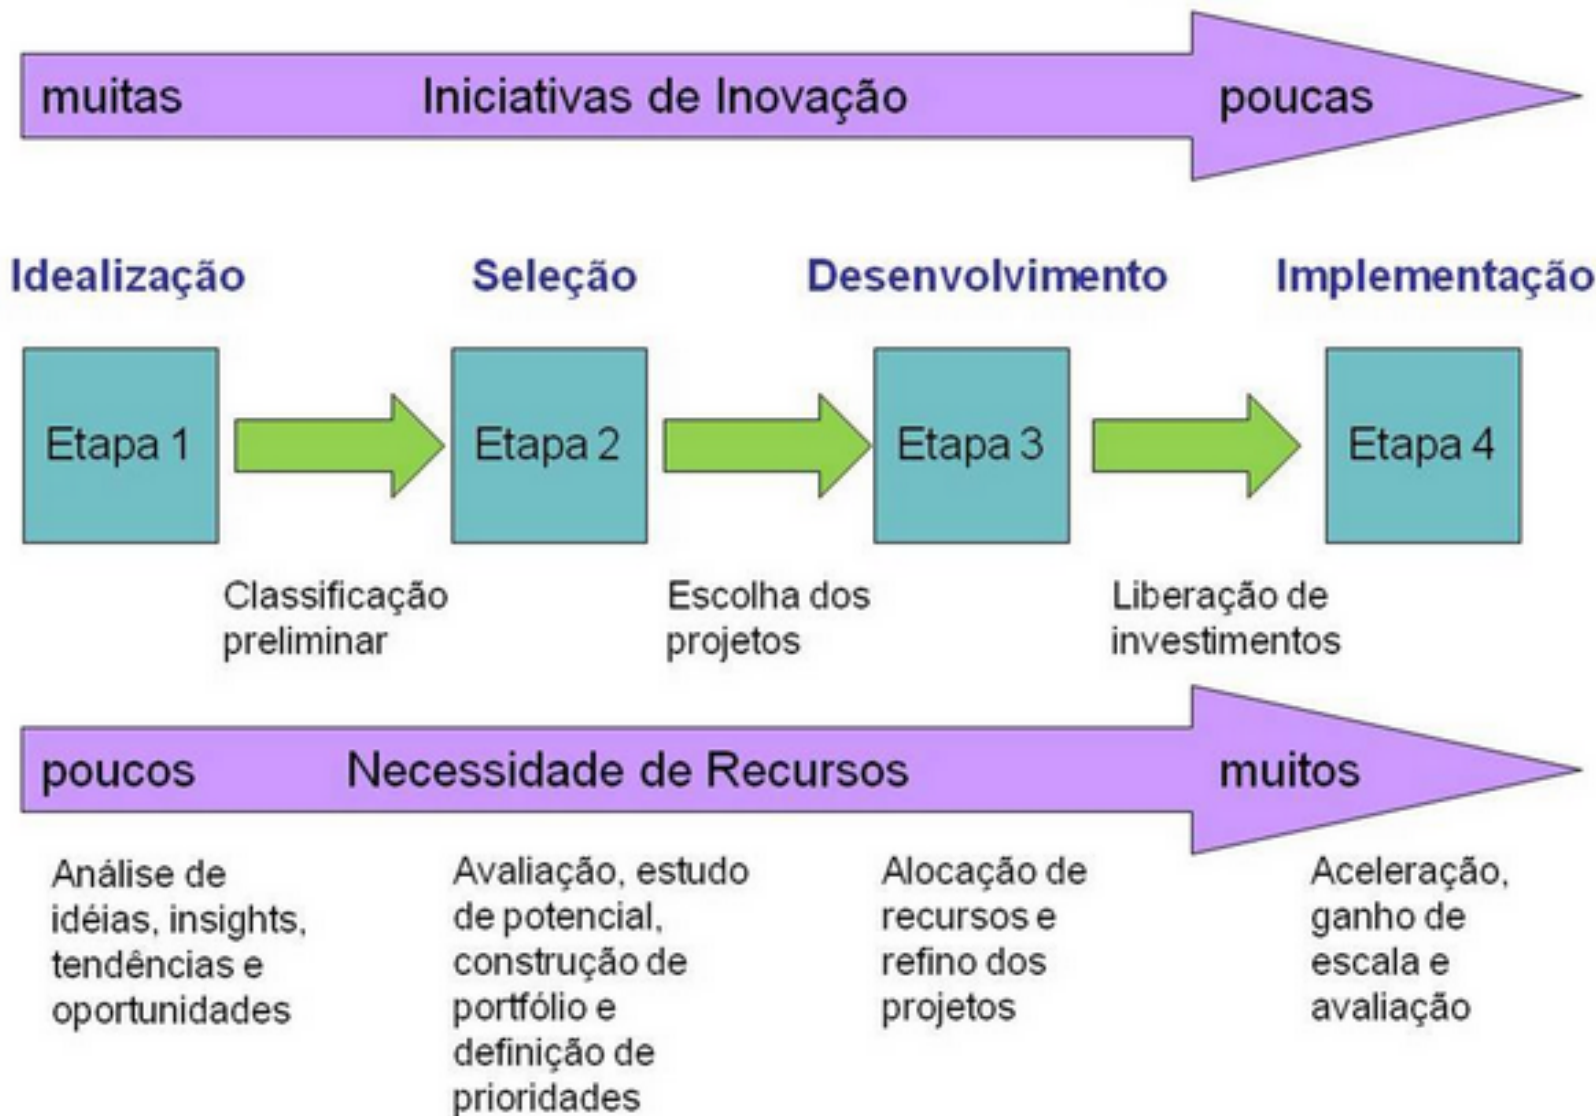 muitas Iniciativas de Inovação poucas
Idealização Seleção Desenvolvimento Implementação
Etapa 1 Etapa 2 Etapa 3 Etapa 4
Classificação
preliminar
Escolha dos
projetos
Liberação de
investimentos
poucos Necessidade de Recursos muitos
Análise de
idéias, insights,
tendências e
oportunidades
Avaliação, estudo
de potencial,
construção de
portfólio e
definição de
prioridades
Alocação de
recursos e
refino dos
projetos
Aceleração,
ganho de
escala e
avaliação